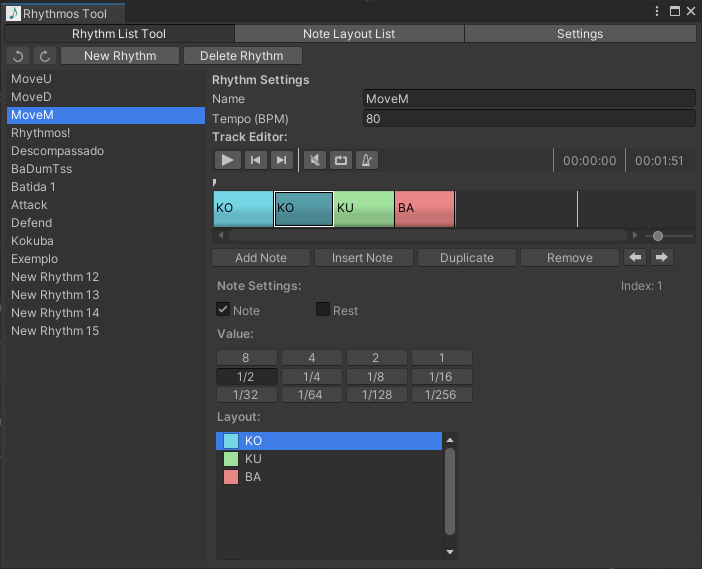 Rhythmos Tool
Rhythm List Tool Note Layout List Settings
New Rhythm Delete Rhythm
MoveU
MoveD
MoveM
Rhythmos!
Descompassado
BaDumTss
Batida 1
Attack
Defend
Kokuba
Exemplo
New Rhythm 12
New Rhythm 13
New Rhythm 14
New Rhythm 15
Rhythm Settings
Name MoveM
Tempo (BPM) 80
Track Editor:
00:00:00 00:01:51
KO KO KU BA
Add Note Insert Note Duplicate Remove
Note Settings: Index: 1
Note Rest
Value:
8 4 2 1
1/2 1/4 1/8 1/16
1/32 1/64 1/128 1/256
Layout:
KO
KU
BA